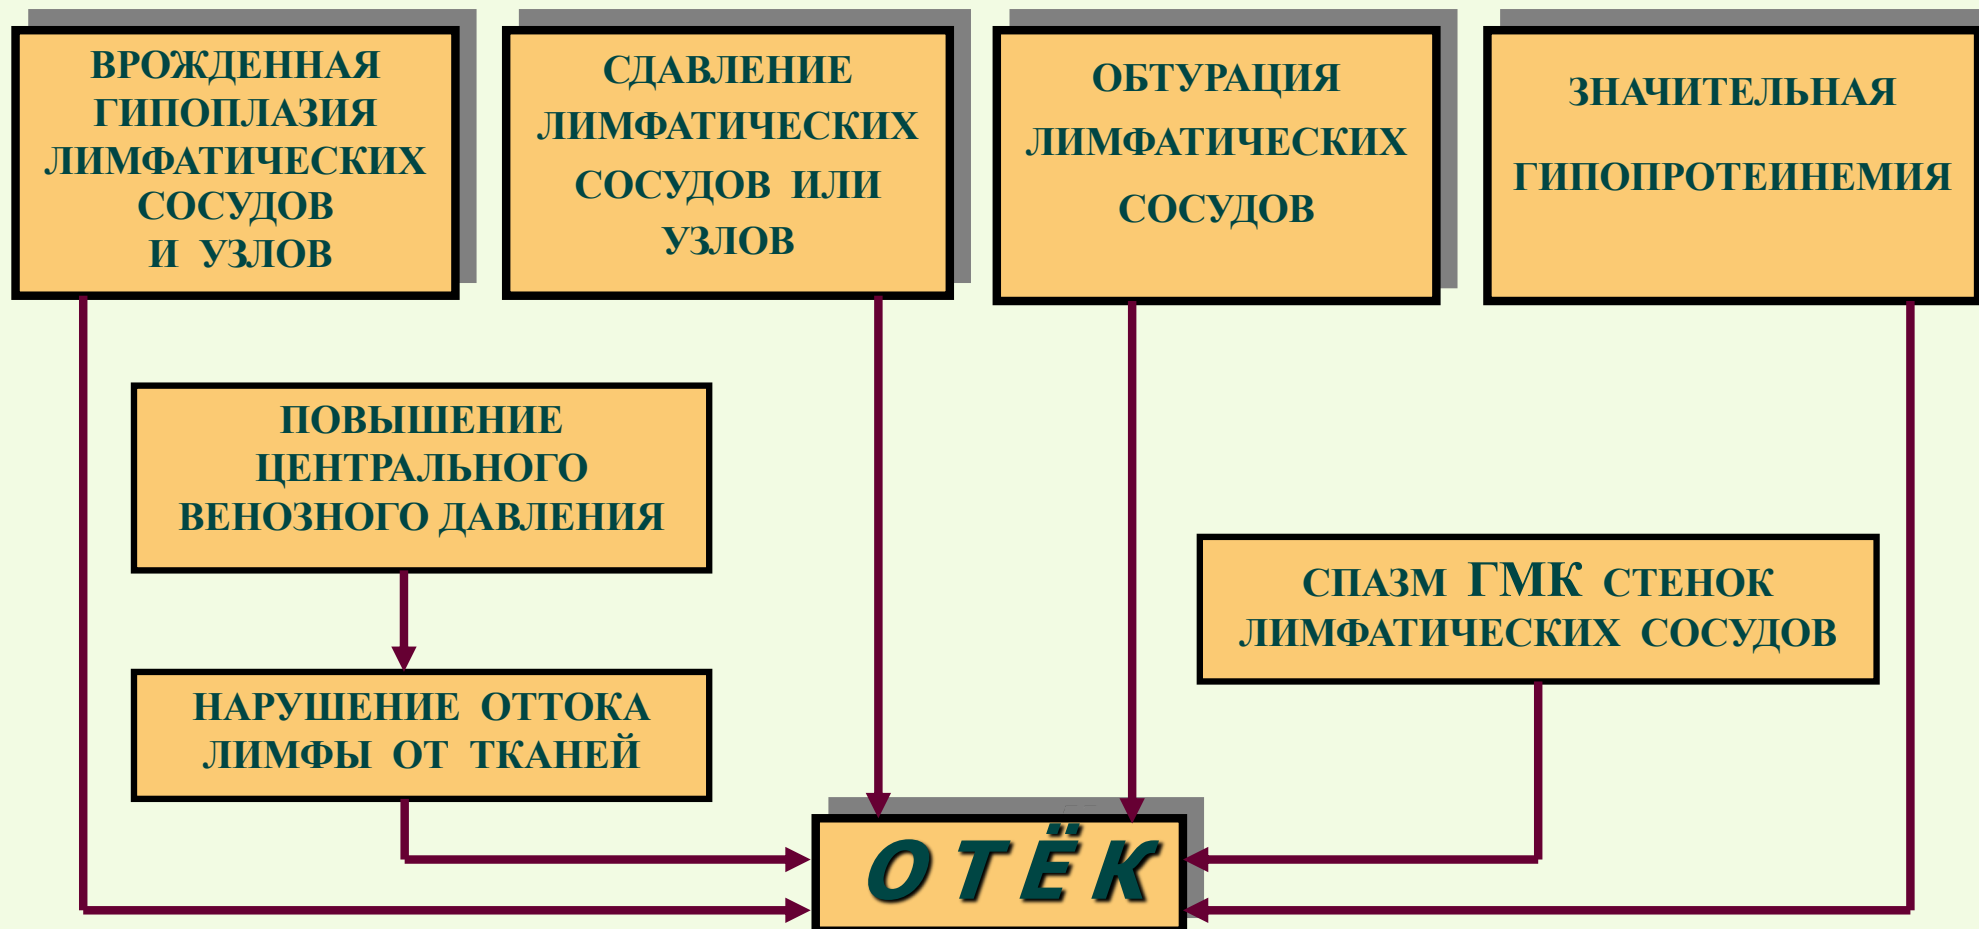 ВРОЖДЕННАЯ
ГИПОПЛАЗИЯ
ЛИМФАТИЧЕСКИХ
СОСУДОВ
И УЗЛОВ
СДАВЛЕНИЕ
ЛИМФАТИЧЕСКИХ
СОСУДОВ ИЛИ
УЗЛОВ
ОБТУРАЦИЯ
ЛИМФАТИЧЕСКИХ
СОСУДОВ
ЗНАЧИТЕЛЬНАЯ
ГИПОПРОТЕИНЕМИЯ
ПОВЫШЕНИЕ
ЦЕНТРАЛЬНОГО
ВЕНОЗНОГО ДАВЛЕНИЯ
СПАЗМ ГМК СТЕНОК
ЛИМФАТИЧЕСКИХ СОСУДОВ
НАРУШЕНИЕ ОТТОКА
ЛИМФЫ ОТ ТКАНЕЙ
ОТЁК